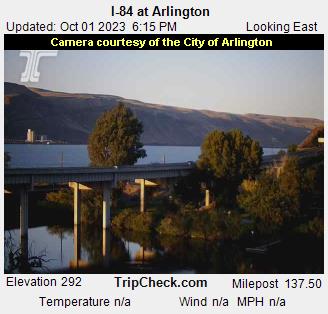 I-84 at Arlington
Updated: Oct 01 2023 6:15 PM Looking East
Camera courtesy of the City of Arlington
Elevation 292 TripCheck.com Milepost 137.50
Temperature n/a Wind n/a MPH n/a